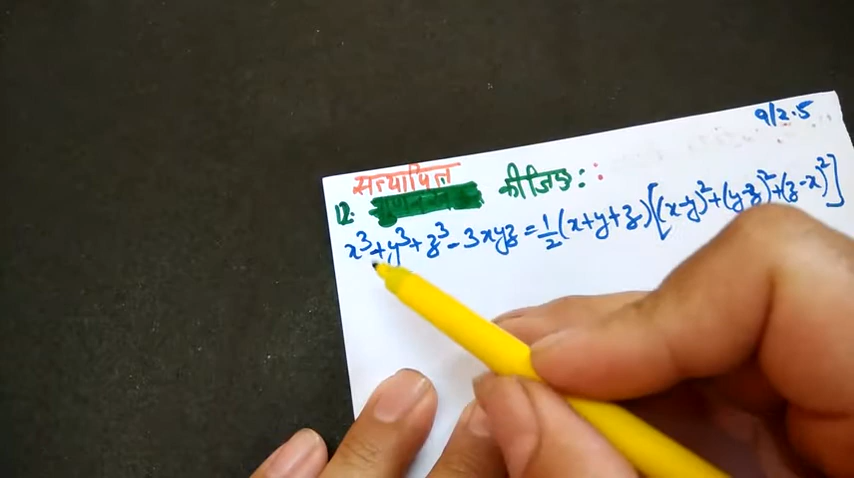 9/2.5
सत्यापित कीजिए::
12.
x³+y³+z³-3xyz=½(x+y+z)[(x-y)²+(y-z)²+(z-x)²]